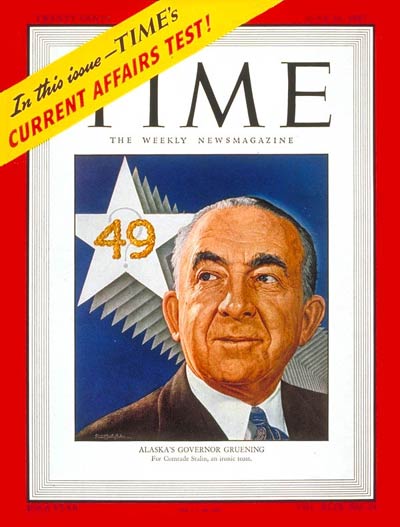 In this issue—TIME's
CURRENT AFFAIRS TEST!
TIME
THE WEEKLY NEWSMAGAZINE
49
?
ALASKA'S GOVERNOR GRUENING
For Comrade Stalin, an ironic toast.